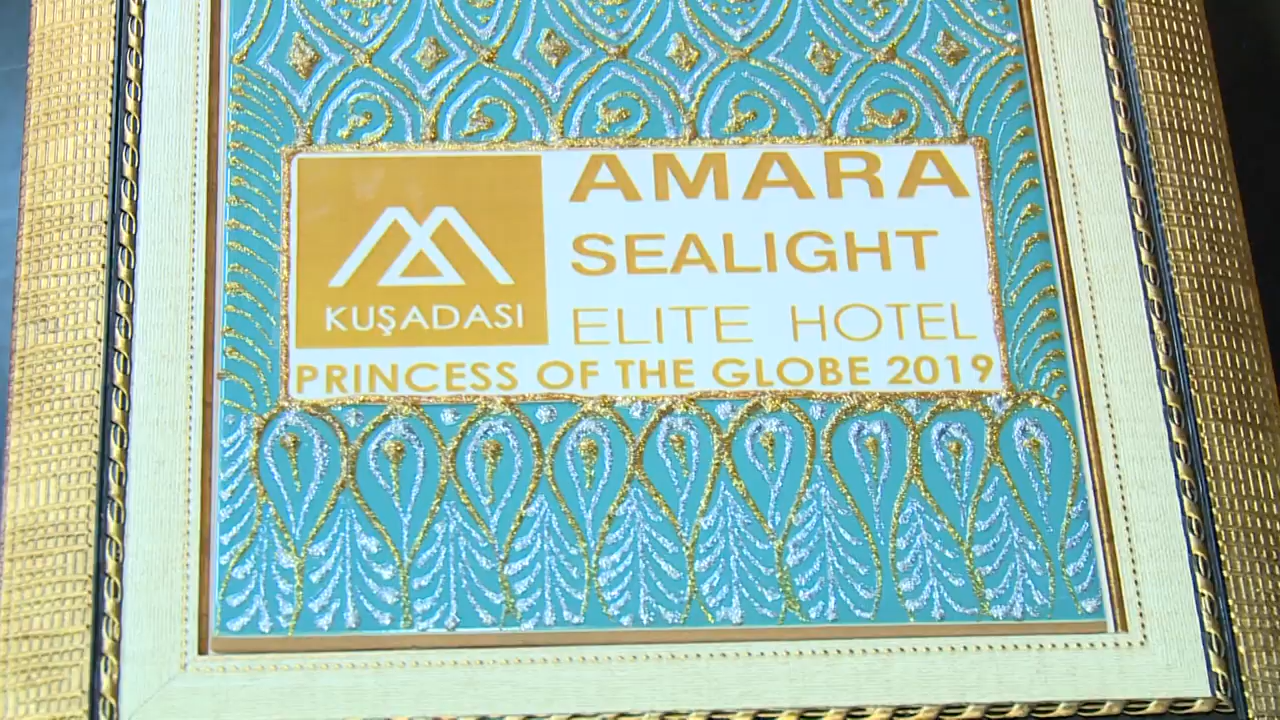 KUŞADASI
AMARA
SEALIGHT
ELITE HOTEL
PRINCESS OF THE GLOBE 2019